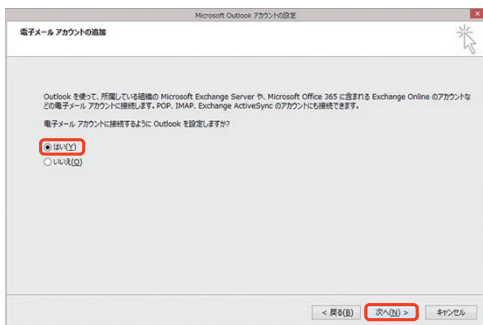 Microsoft Outlook アカウントの設定
電子メール アカウントの追加
Outlook を使って、所属している組織の Microsoft Exchange Server や、Microsoft Office 365 に含まれる Exchange Online のアカウントな
どの電子メール アカウントに接続します。POP、IMAP、Exchange ActiveSync のアカウントにも接続できます。
電子メール アカウントに接続するように Outlook を設定しますか?
はい(Y)
いいえ(O)
< 戻る(B) 次へ(N) > キャンセル